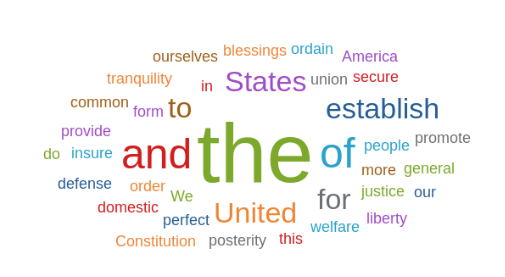 ourselves blessings ordain America
tranquility in States union secure
common form to establish
provide and the of people promote
do insure more general
defense order We for justice our
domestic perfect United welfare liberty
Constitution posterity this